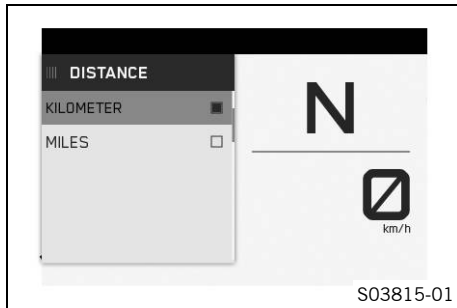 DISTANCE
KILOMETER
MILES
N
0
km/h
S03815-01